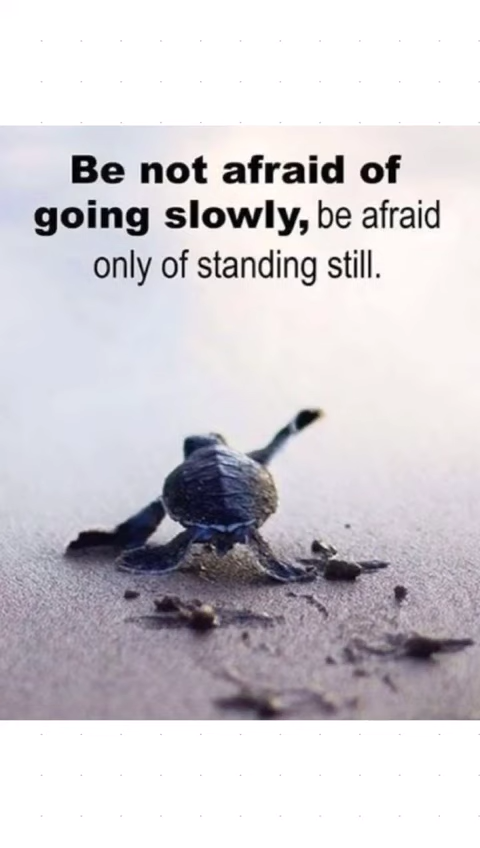 Be not afraid of
going slowly, be afraid
only of standing still.